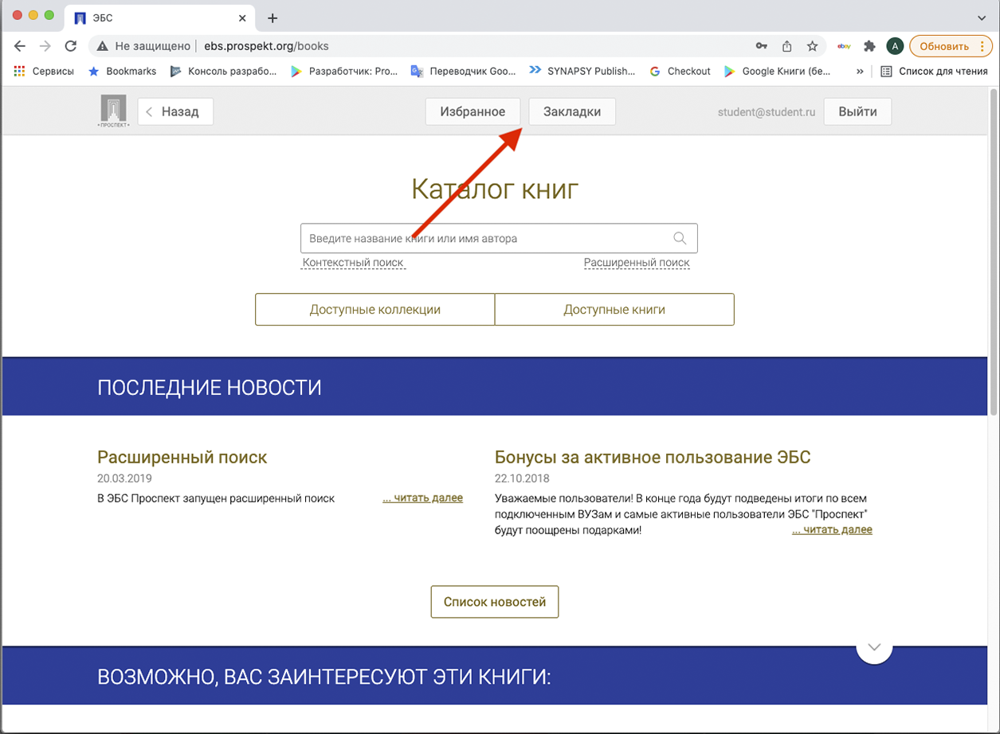 ЭБС
Не защищено ebs.prospekt.org/books A Обновить
Сервисы Bookmarks Консоль разрабо... Разработчик: Pro... Переводчик Goo... SYNAPSY Publish... G Checkout Google Книги (бе... » Список для чтения
ebay
•ПРОСПЕКТ•
Назад Избранное Закладки student@student.ru Выйти
Каталог книг
Введите название книги или имя автора
Контекстный поиск Расширенный поиск
Доступные коллекции Доступные книги
ПОСЛЕДНИЕ НОВОСТИ
Расширенный поиск
20.03.2019
В ЭБС Проспект запущен расширенный поиск ... читать далее
Бонусы за активное пользование ЭБС
22.10.2018
Уважаемые пользователи! В конце года будут подведены итоги по всем
подключенным ВУЗам и самые активные пользователи ЭБС "Проспект"
будут поощрены подарками! ... читать далее
Список новостей
ВОЗМОЖНО, ВАС ЗАИНТЕРЕСУЮТ ЭТИ КНИГИ: